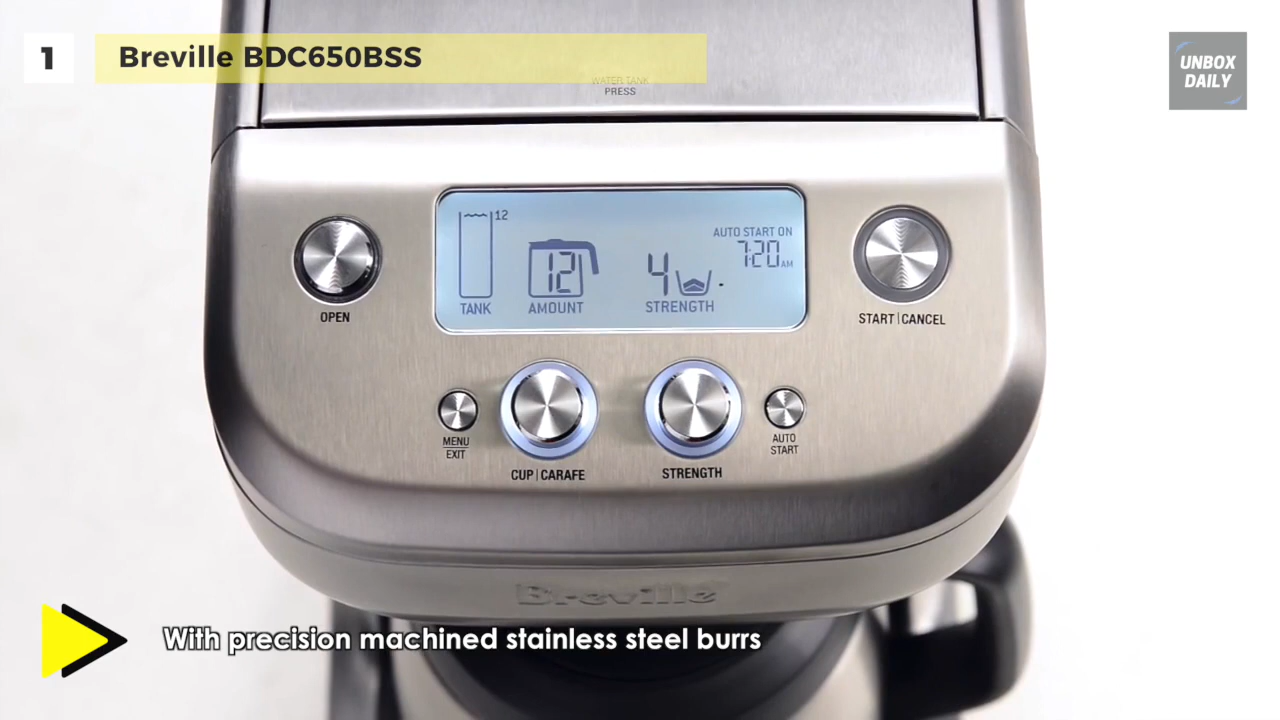 1
Breville BDC650BSS
UNBOX
DAILY
WATER TANK
PRESS
12
TANK
12
AMOUNT
4
STRENGTH
AUTO START ON
7:20 AM
OPEN
START | CANCEL
MENU
EXIT
CUP | CARAFE
STRENGTH
AUTO
START
Breville
With precision machined stainless steel burrs